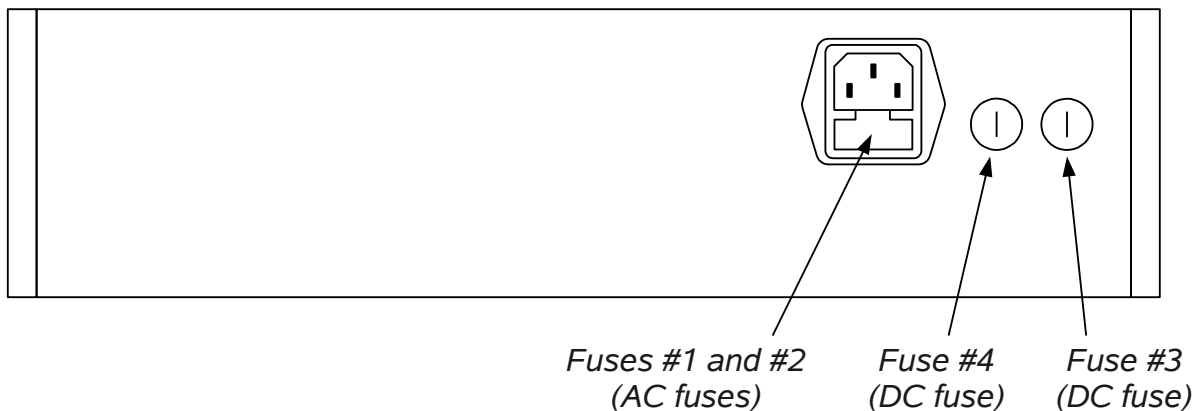 Fuses #1 and #2
(AC fuses)
Fuse #4
(DC fuse)
Fuse #3
(DC fuse)